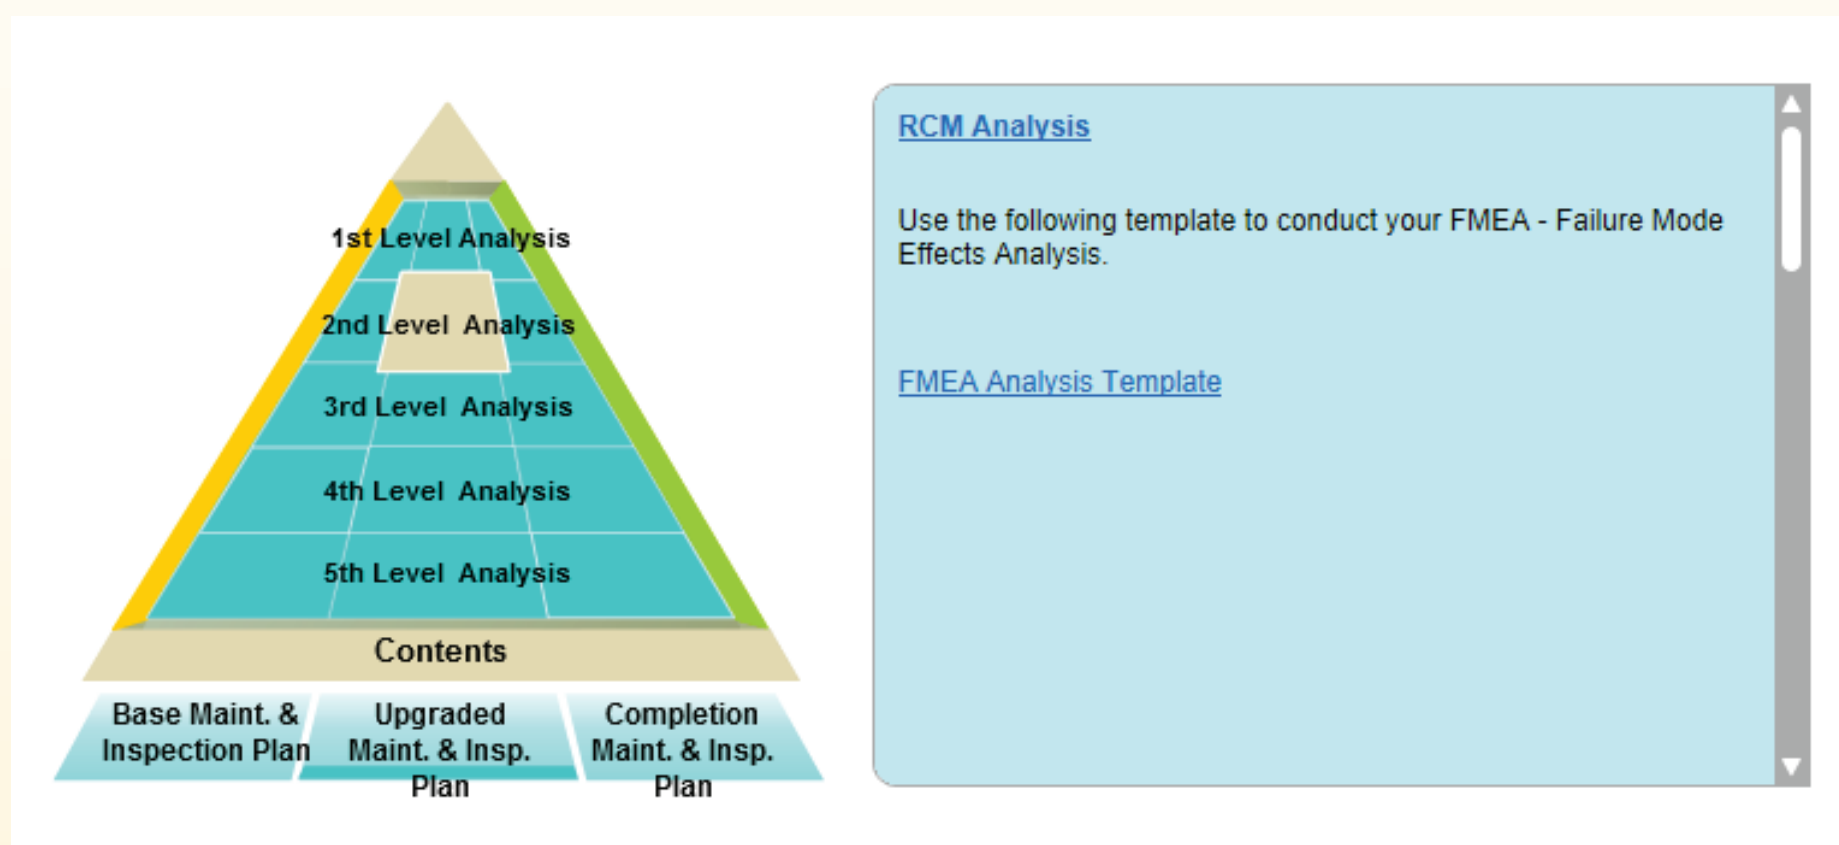 1st Level Analysis
2nd Level Analysis
3rd Level Analysis
4th Level Analysis
5th Level Analysis
Contents
Base Maint. &
Inspection Plan
Upgraded
Maint. & Insp.
Plan
Completion
Maint. & Insp.
Plan
RCM Analysis
Use the following template to conduct your FMEA - Failure Mode
Effects Analysis.
FMEA Analysis Template